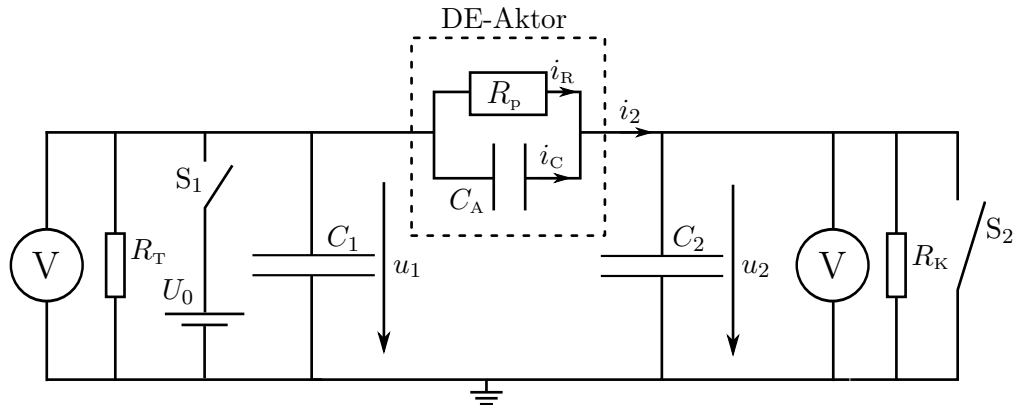 DE-Aktor
i_R
R_p
i_2
i_C
S_1
C_A
S_2
V
R_T
C_1
u_1
C_2
u_2
V
R_K
U_0